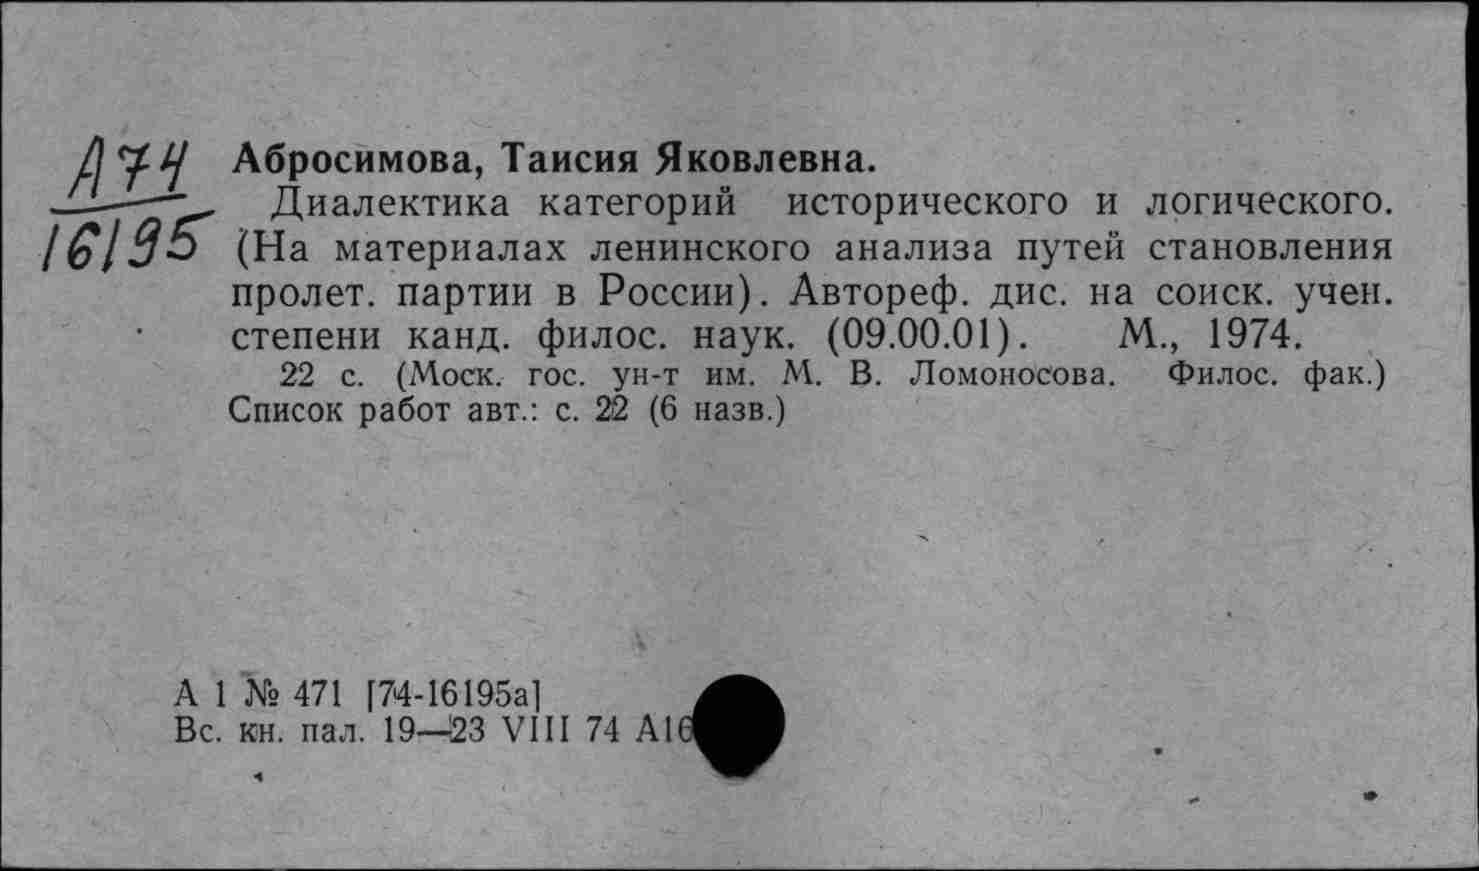 А74
16195
Абросимова, Таисия Яковлевна.
Диалектика категорий исторического и логического.
(На материалах ленинского анализа путей становления
пролет. партии в России). Автореф. дис. на соиск. учен.
степени канд. филос. наук. (09.00.01). М., 1974.
22 с. (Моск. гос. ун-т им. М. В. Ломоносова. Филос. фак.)
Список работ авт.: с. 22 (6 назв.)
А 1 № 471 [74-16195а]
Вс. кн. пал. 19—23 VIII 74 А16